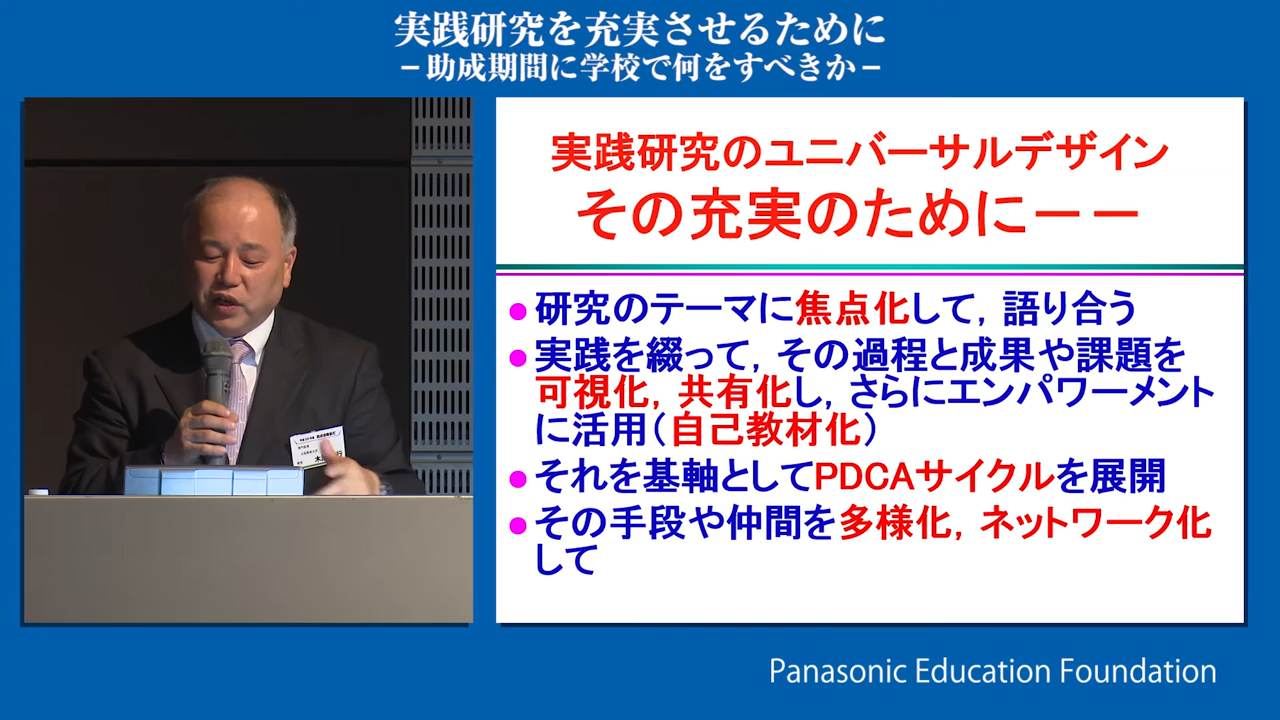 実践研究を充実させるために
－助成期間に学校で何をすべきか－
実践研究のユニバーサルデザイン
その充実のためにーー
●研究のテーマに焦点化して，語り合う
●実践を綴って，その過程と成果や課題を
可視化，共有化し，さらにエンパワーメント
に活用（自己教材化）
●それを基軸としてPDCAサイクルを展開
●その手段や仲間を多様化，ネットワーク化
して
Panasonic Education Foundation